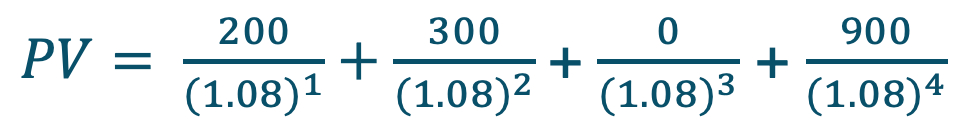 PV = 200/(1.08)^1 + 300/(1.08)^2 + 0/(1.08)^3 + 900/(1.08)^4